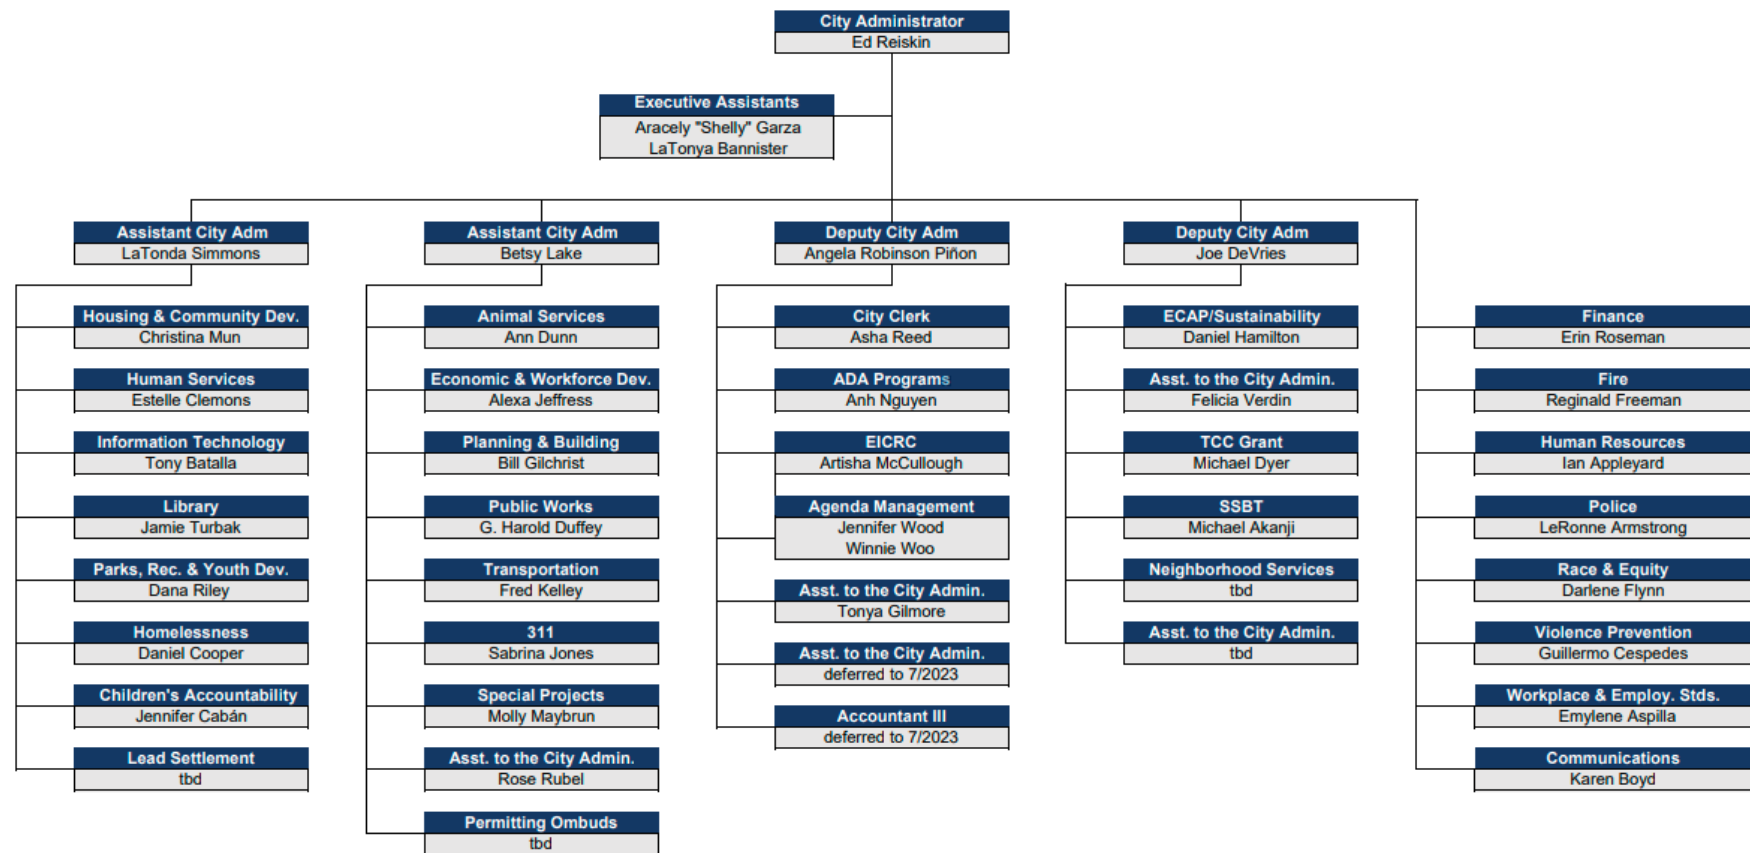 City Administrator
Ed Reiskin
Executive Assistants
Aracely "Shelly" Garza
LaTonya Bannister
Assistant City Adm
LaTonda Simmons
Housing & Community Dev.
Christina Mun
Human Services
Estelle Clemons
Information Technology
Tony Batalla
Library
Jamie Turbak
Parks, Rec. & Youth Dev.
Dana Riley
Homelessness
Daniel Cooper
Children's Accountability
Jennifer Cabán
Lead Settlement
tbd
Assistant City Adm
Betsy Lake
Animal Services
Ann Dunn
Economic & Workforce Dev.
Alexa Jeffress
Planning & Building
Bill Gilchrist
Public Works
G. Harold Duffey
Transportation
Fred Kelley
311
Sabrina Jones
Special Projects
Molly Maybrun
Asst. to the City Admin.
Rose Rubel
Permitting Ombuds
tbd
Deputy City Adm
Angela Robinson Piñon
City Clerk
Asha Reed
ADA Programs
Anh Nguyen
EICRC
Artisha McCullough
Agenda Management
Jennifer Wood
Winnie Woo
Asst. to the City Admin.
Tonya Gilmore
Asst. to the City Admin.
deferred to 7/2023
Accountant III
deferred to 7/2023
Deputy City Adm
Joe DeVries
ECAP/Sustainability
Daniel Hamilton
Asst. to the City Admin.
Felicia Verdin
TCC Grant
Michael Dyer
SSBT
Michael Akanji
Neighborhood Services
tbd
Asst. to the City Admin.
tbd
Finance
Erin Roseman
Fire
Reginald Freeman
Human Resources
Ian Appleyard
Police
LeRonne Armstrong
Race & Equity
Darlene Flynn
Violence Prevention
Guillermo Cespedes
Workplace & Employ. Stds.
Emylene Aspilla
Communications
Karen Boyd